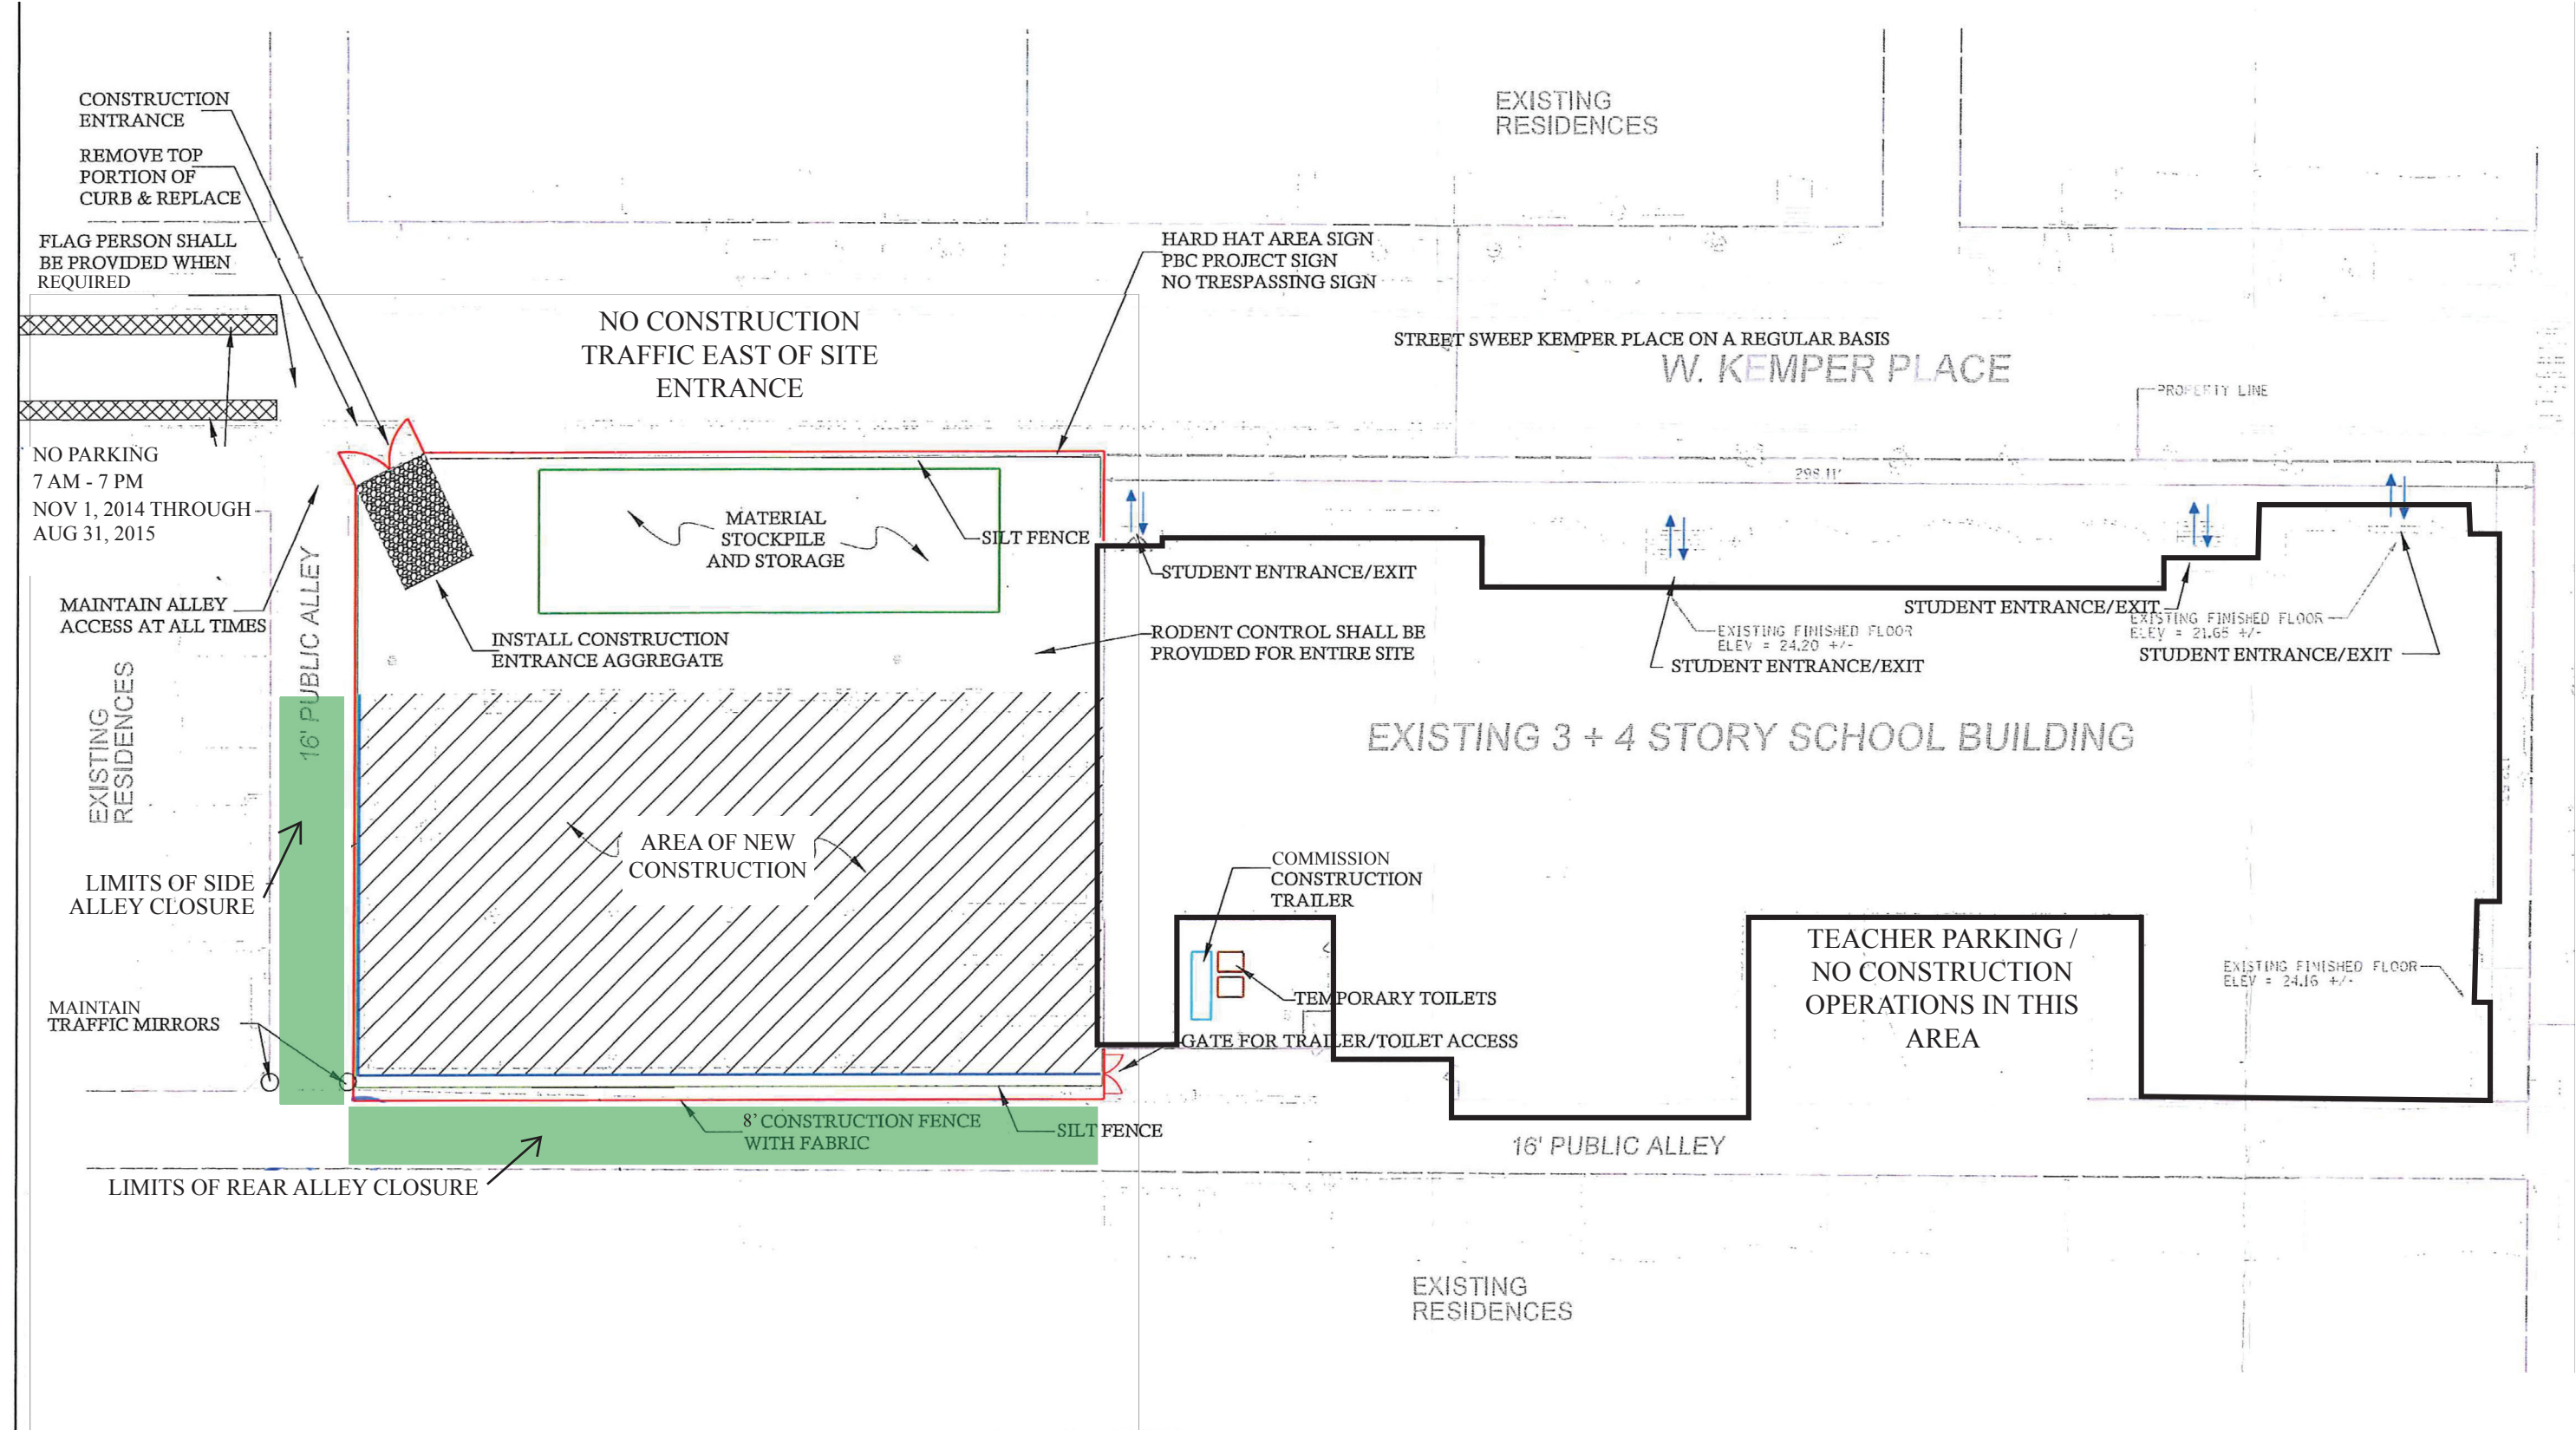 CONSTRUCTION
ENTRANCE
REMOVE TOP
PORTION OF
CURB & REPLACE
FLAG PERSON SHALL
BE PROVIDED WHEN
REQUIRED
EXISTING
RESIDENCES
HARD HAT AREA SIGN
PBC PROJECT SIGN
NO TRESPASSING SIGN
NO CONSTRUCTION
TRAFFIC EAST OF SITE
ENTRANCE
STREET SWEEP KEMPER PLACE ON A REGULAR BASIS
W. KEMPER PLACE
PROPERTY LINE
NO PARKING
7 AM - 7 PM
NOV 1, 2014 THROUGH
AUG 31, 2015
298.11'
MATERIAL
STOCKPILE
AND STORAGE
SILT FENCE
STUDENT ENTRANCE/EXIT
MAINTAIN ALLEY
ACCESS AT ALL TIMES
16' PUBLIC ALLEY
INSTALL CONSTRUCTION
ENTRANCE AGGREGATE
RODENT CONTROL SHALL BE
PROVIDED FOR ENTIRE SITE
EXISTING FINISHED FLOOR
ELEV = 24.20 +/-
STUDENT ENTRANCE/EXIT
STUDENT ENTRANCE/EXIT
EXISTING FINISHED FLOOR
ELEV = 21.65 +/-
STUDENT ENTRANCE/EXIT
EXISTING
RESIDENCES
EXISTING 3 + 4 STORY SCHOOL BUILDING
AREA OF NEW
CONSTRUCTION
LIMITS OF SIDE
ALLEY CLOSURE
COMMISSION
CONSTRUCTION
TRAILER
TEACHER PARKING /
NO CONSTRUCTION
OPERATIONS IN THIS
AREA
EXISTING FINISHED FLOOR
ELEV = 24.16 +/-
TEMPORARY TOILETS
MAINTAIN
TRAFFIC MIRRORS
GATE FOR TRAILER/TOILET ACCESS
8' CONSTRUCTION FENCE
WITH FABRIC
SILT FENCE
16' PUBLIC ALLEY
LIMITS OF REAR ALLEY CLOSURE
EXISTING
RESIDENCES